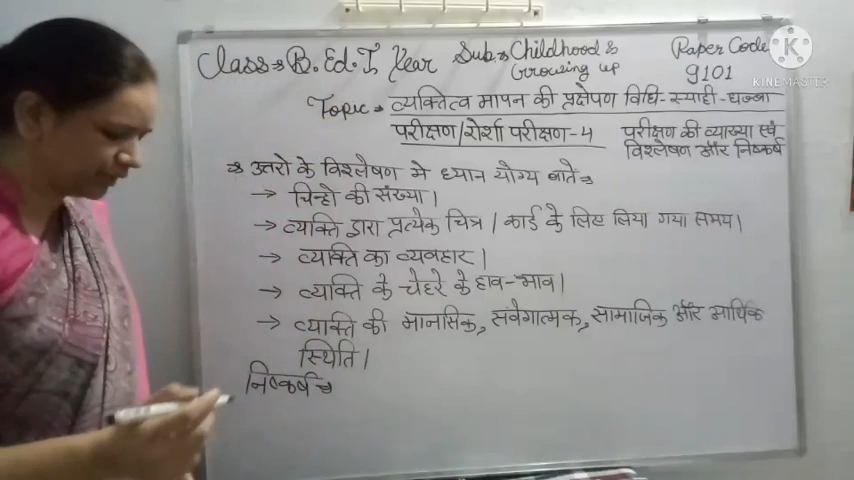 Class→ B.Ed. I Year Sub→ Childhood & Growing up Paper Code 9101
Topic→ व्यक्तित्व मापन की प्रक्षेपण विधि-स्याही-धब्बा
परीक्षण/रोर्शा परीक्षण-4 परीक्षण की व्याख्या एवं
विश्लेषण और निष्कर्ष
→ उत्तरो के विश्लेषण मे ध्यान योग्य बाते→
→ चिन्हो की संख्या।
→ व्यक्ति द्वारा प्रत्येक चित्र / कार्ड के लिए लिया गया समय।
→ व्यक्ति का व्यवहार।
→ व्यक्ति के चेहरे के हाव-भाव।
→ व्यक्ति की मानसिक, संवेगात्मक, सामाजिक और आर्थिक
स्थिति।
निष्कर्ष→
KINEMASTER